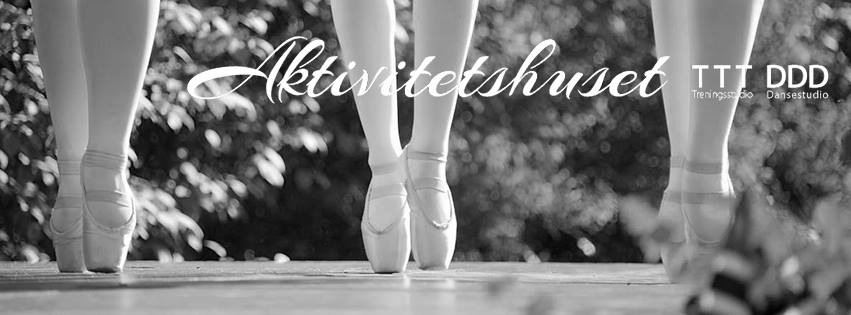 Aktivitetshuset TTT DDD
Treningsstudio Dansestudio